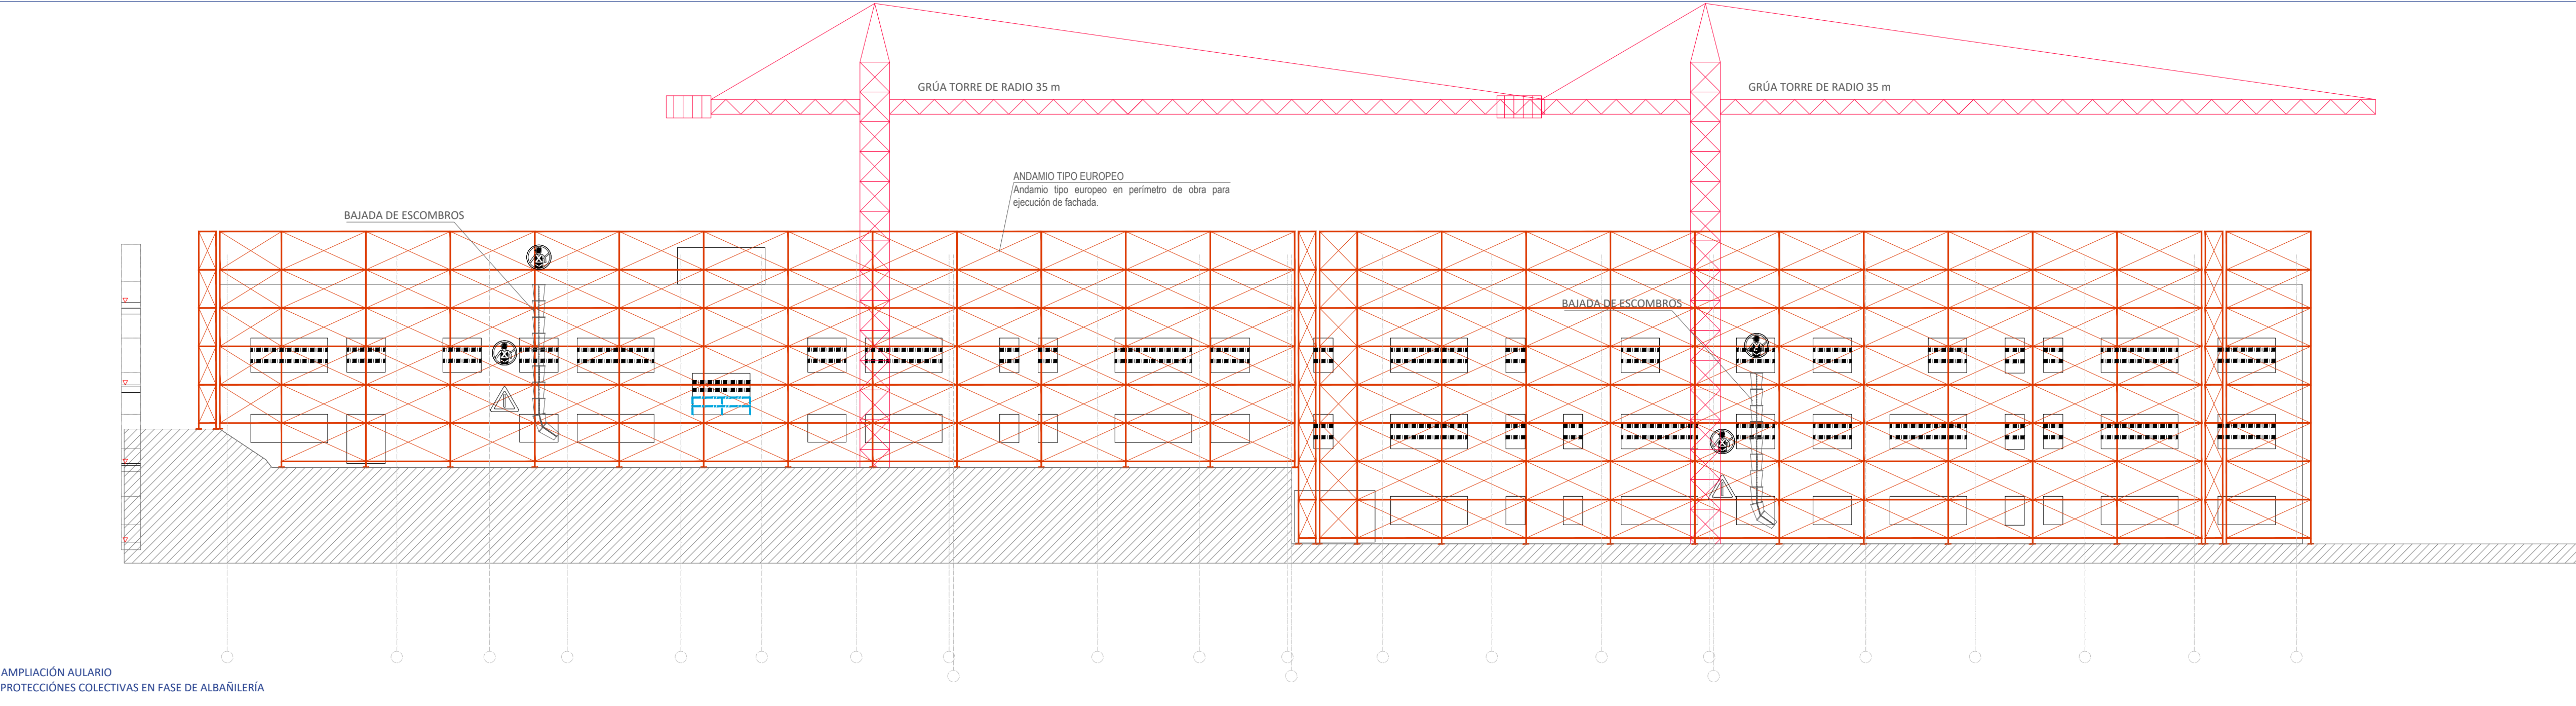 GRÚA TORRE DE RADIO 35 m
GRÚA TORRE DE RADIO 35 m
ANDAMIO TIPO EUROPEO
Andamio tipo europeo en perímetro de obra para
ejecución de fachada.
BAJADA DE ESCOMBROS
BAJADA DE ESCOMBROS
AMPLIACIÓN AULARIO
PROTECCIÓNES COLECTIVAS EN FASE DE ALBAÑILERÍA